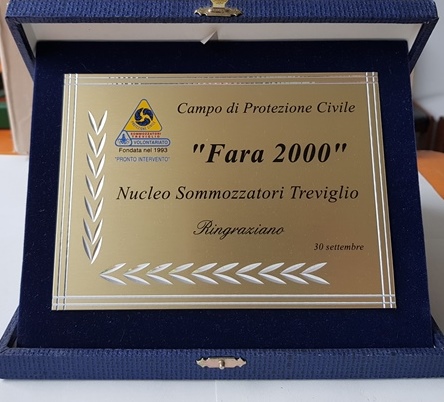 Campo di Protezione Civile
VOLONTARIATO
Fondata nel 1993
"PRONTO INTERVENTO"
"Fara 2000"
Nucleo Sommozzatori Treviglio
Ringraziano
30 settembre